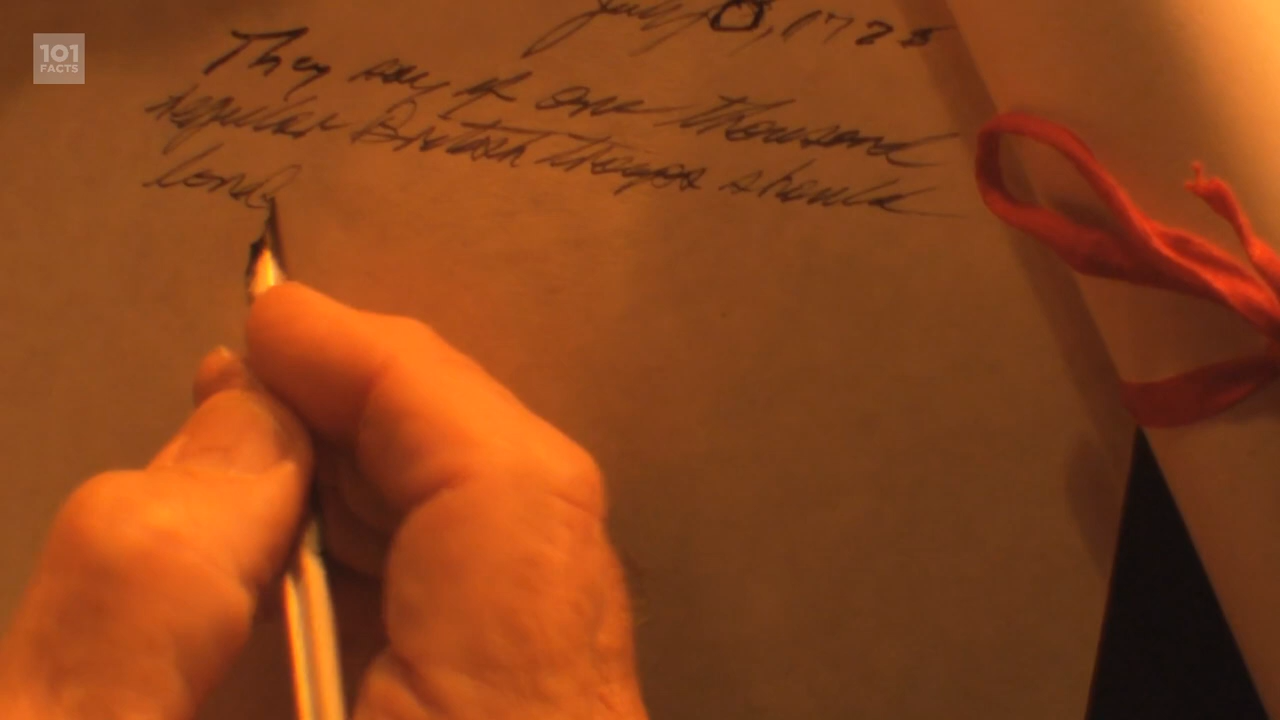 101
FACTS
July 8, 1775
They say if one thousand
regular British troops should
land